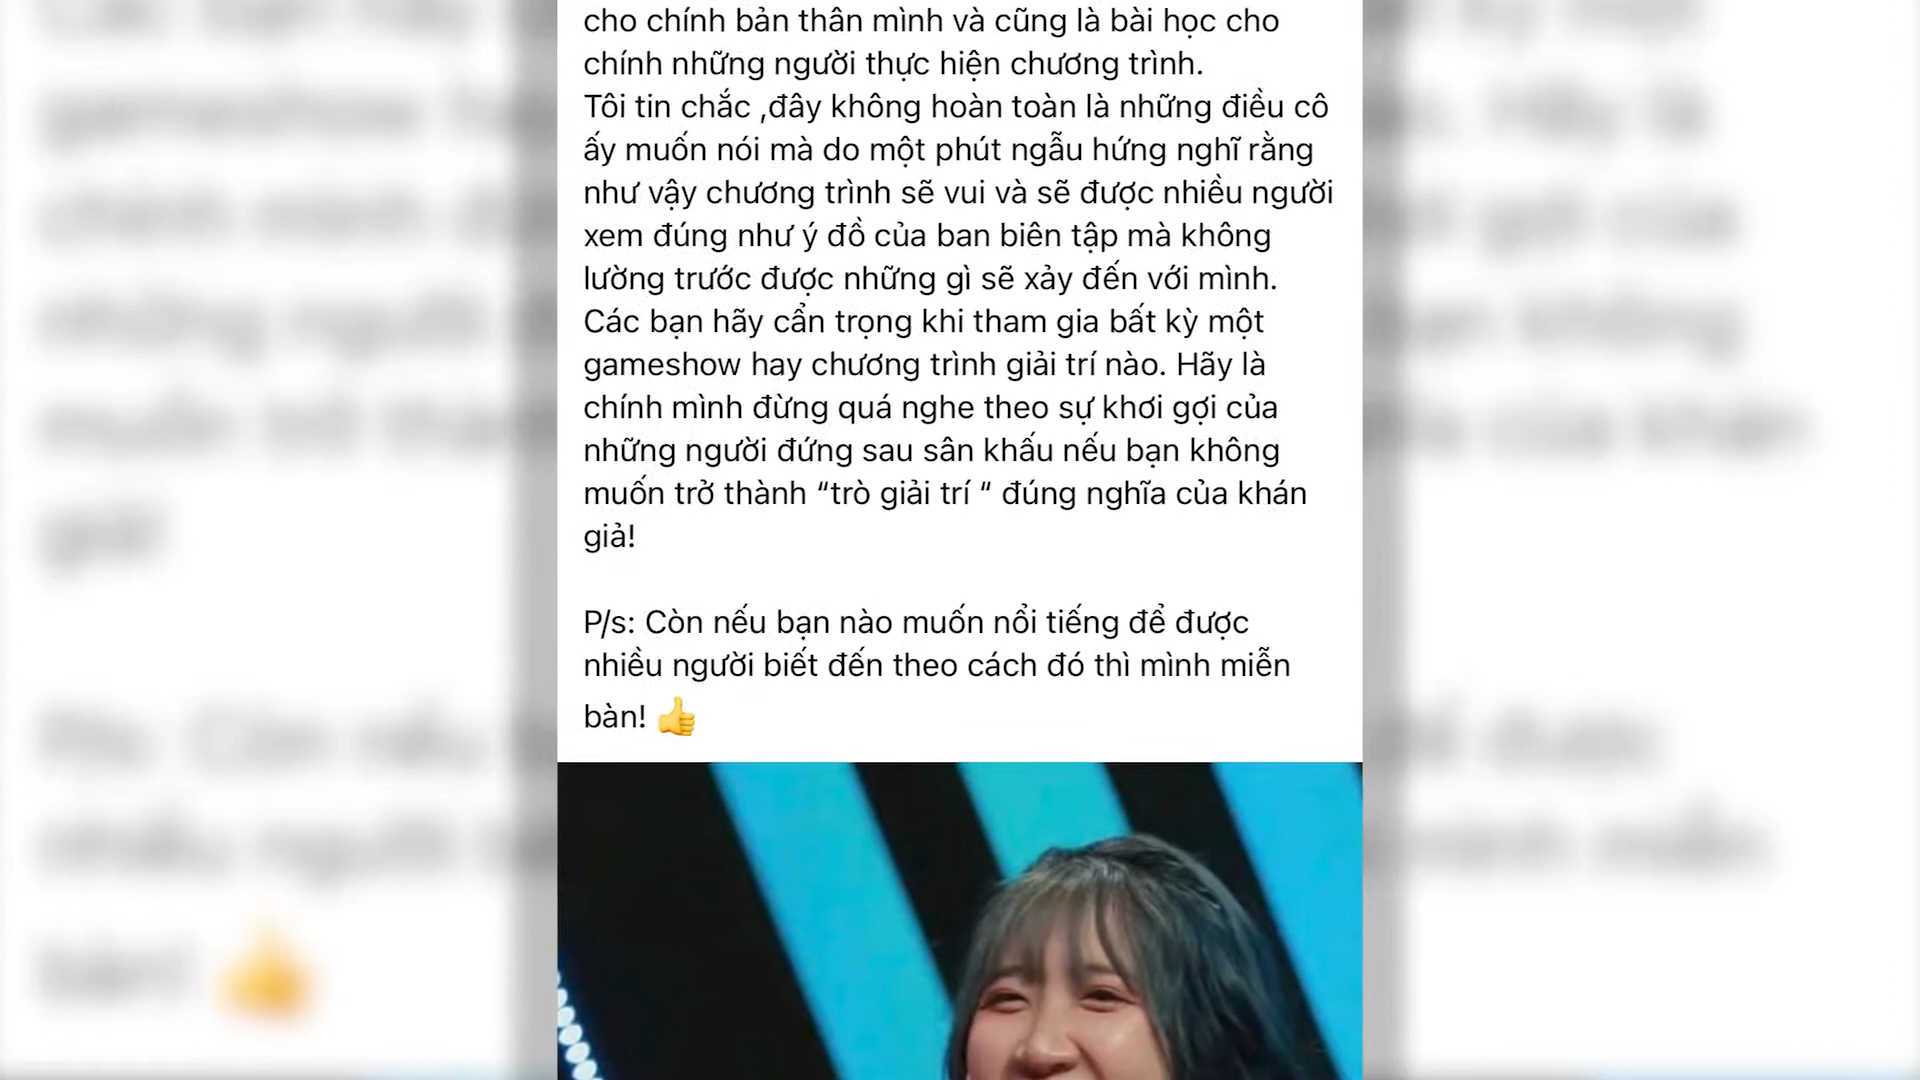 cho chính bản thân mình và cũng là bài học cho
chính những người thực hiện chương trình.
Tôi tin chắc ,đây không hoàn toàn là những điều cô
ấy muốn nói mà do một phút ngẫu hứng nghĩ rằng
như vậy chương trình sẽ vui và sẽ được nhiều người
xem đúng như ý đồ của ban biên tập mà không
lường trước được những gì sẽ xảy đến với mình.
Các bạn hãy cẩn trọng khi tham gia bất kỳ một
gameshow hay chương trình giải trí nào. Hãy là
chính mình đừng quá nghe theo sự khơi gợi của
những người đứng sau sân khấu nếu bạn không
muốn trở thành “trò giải trí “ đúng nghĩa của khán
giả!
P/s: Còn nếu bạn nào muốn nổi tiếng để được
nhiều người biết đến theo cách đó thì mình miễn
bàn! 👍